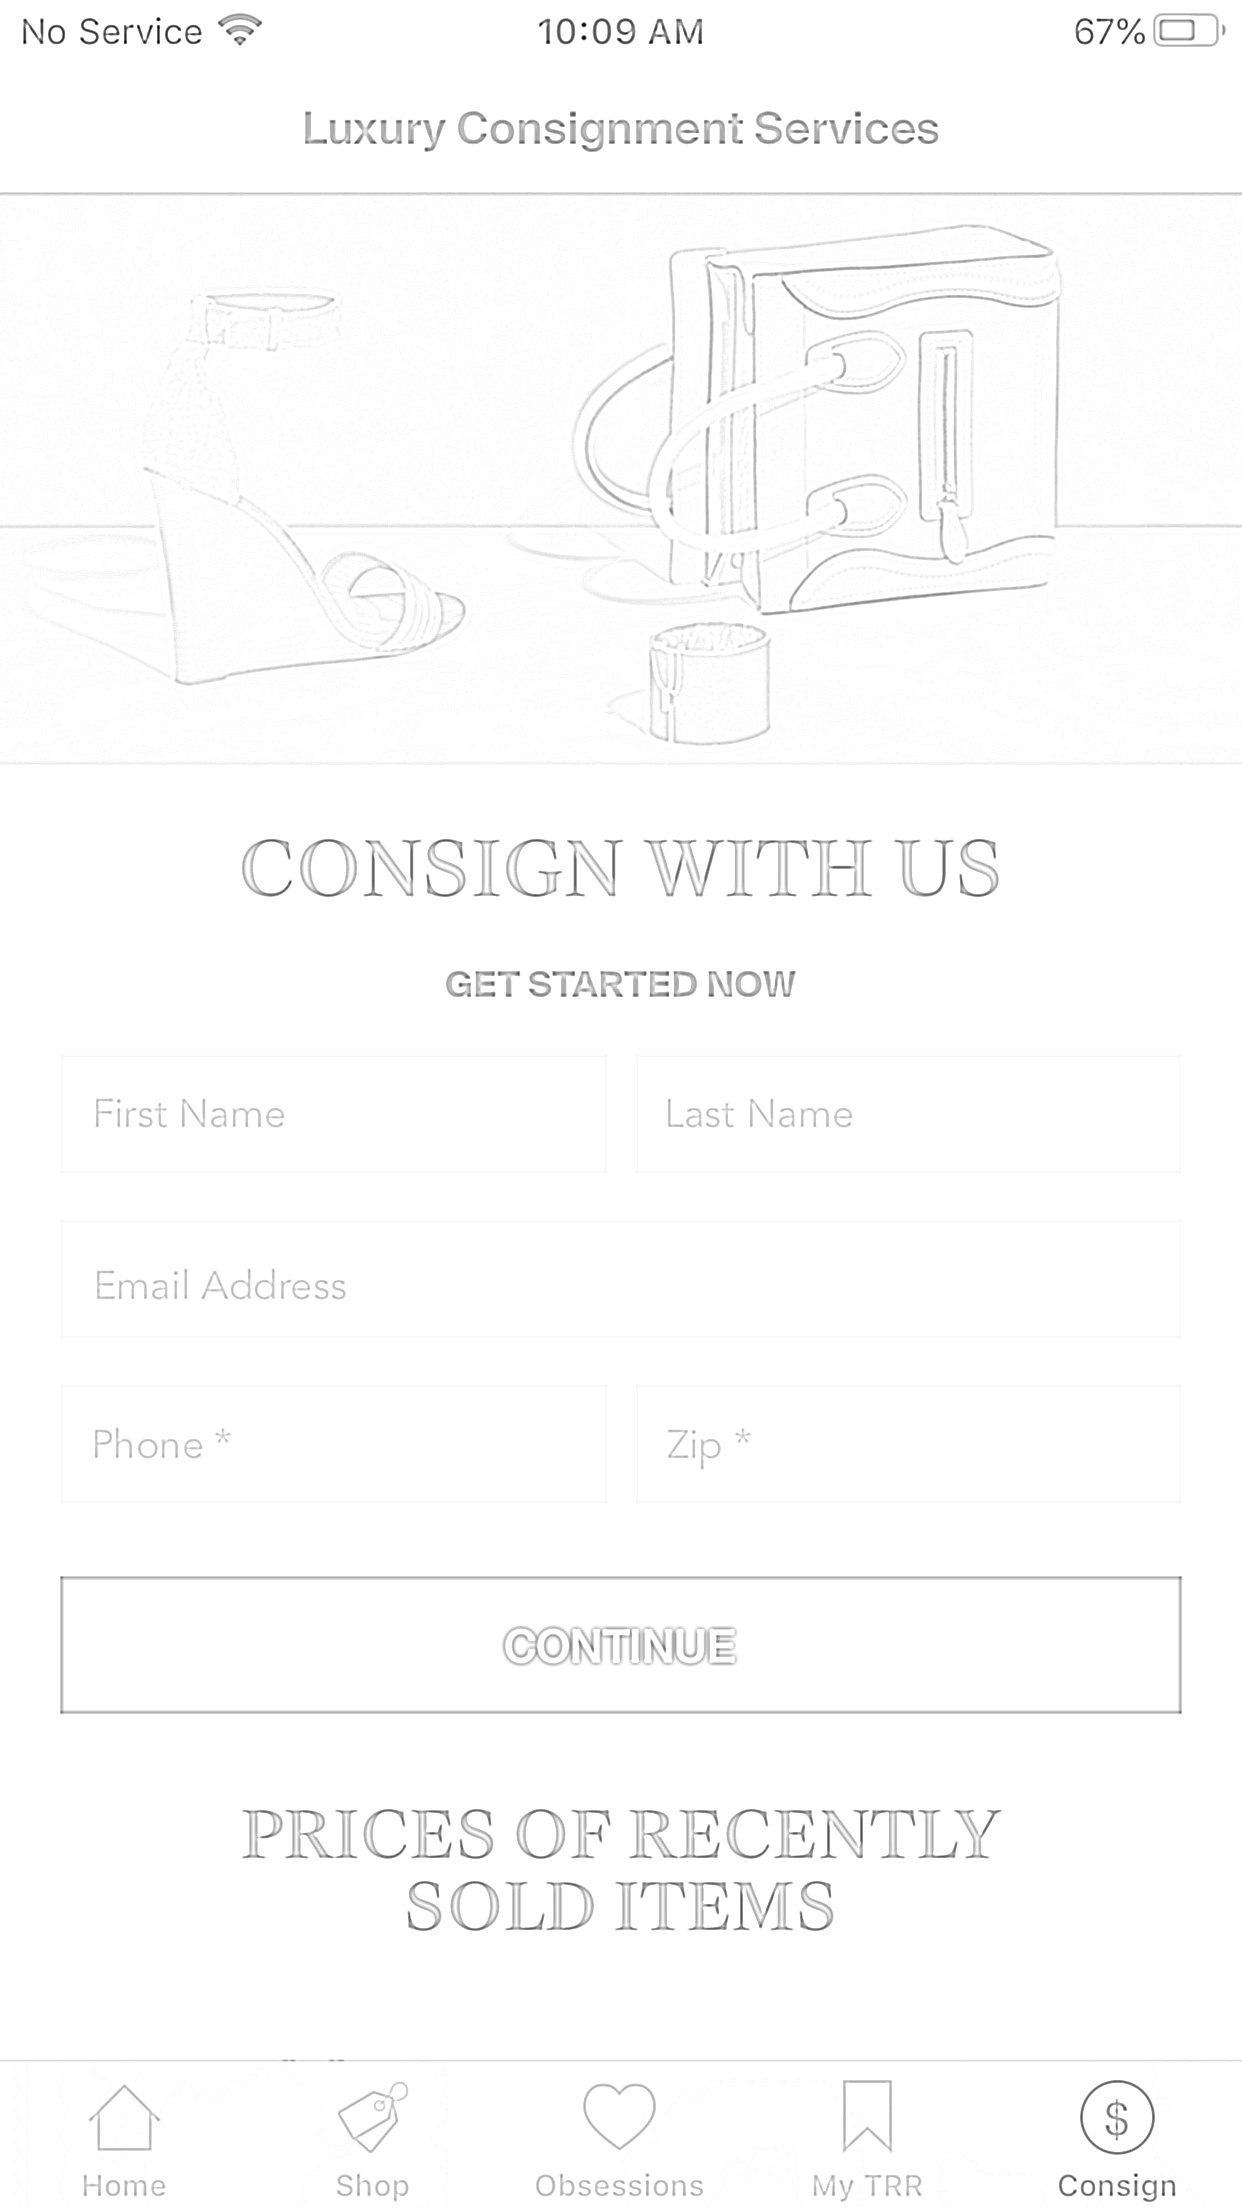 No Service 10:09 AM 67%
Luxury Consignment Services
CONSIGN WITH US
GET STARTED NOW
First Name Last Name
Email Address
Phone * Zip *
CONTINUE
PRICES OF RECENTLY
SOLD ITEMS
Home Shop Obsessions My TRR Consign